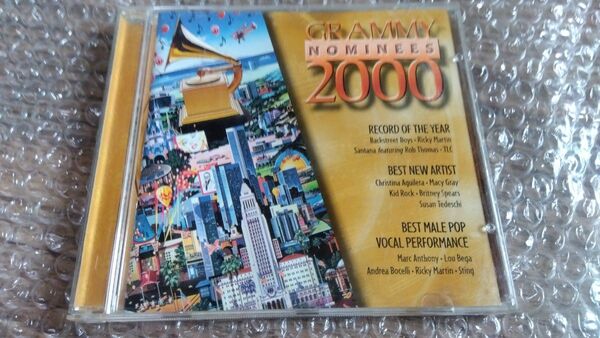 GRAMMY
NOMINEES
2000
RECORD OF THE YEAR
Backstreet Boys • Ricky Martin
Santana featuring Rob Thomas • TLC
BEST NEW ARTIST
Christina Aguilera • Macy Gray
Kid Rock • Britney Spears
Susan Tedeschi
BEST MALE POP
VOCAL PERFORMANCE
Marc Anthony • Lou Bega
Andrea Bocelli • Ricky Martin • Sting